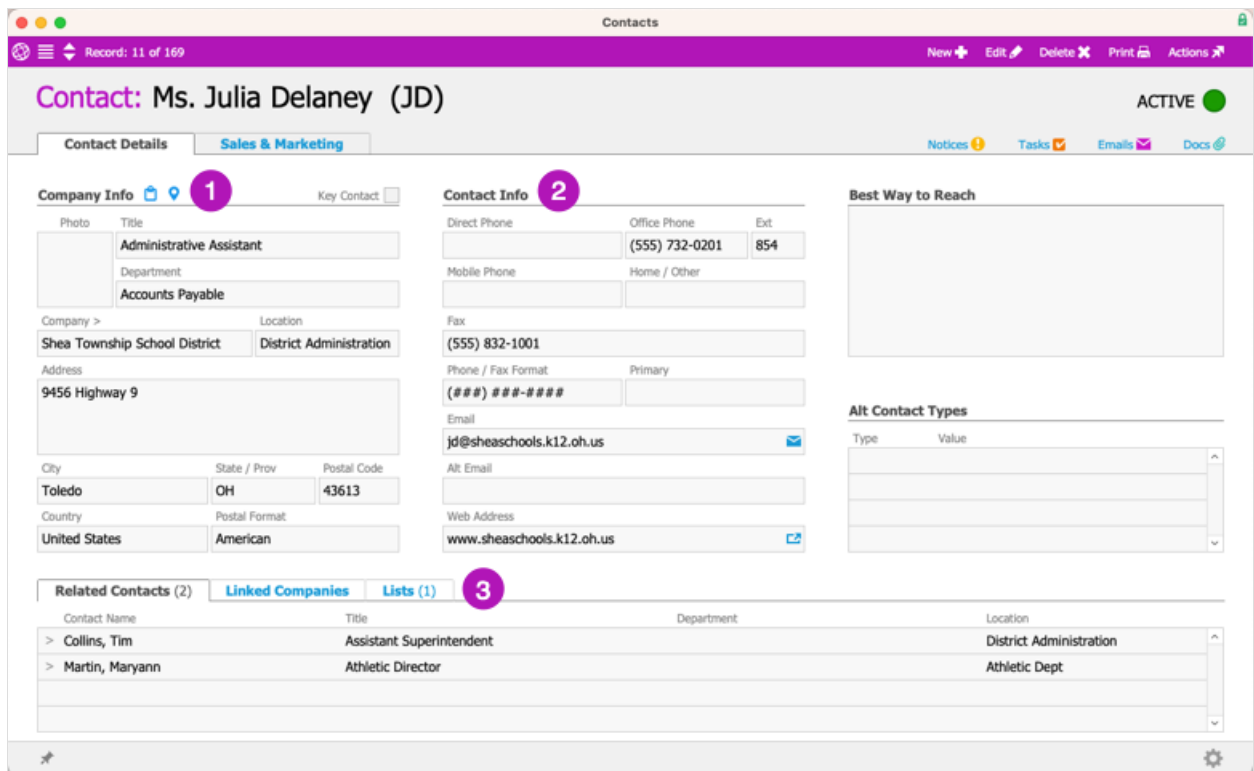 Contacts
Record: 11 of 169 New Edit Delete Print Actions
Contact: Ms. Julia Delaney (JD)
ACTIVE
Contact Details Sales & Marketing Notices Tasks Emails Docs
Company Info 1 Key Contact
Photo Title
Administrative Assistant
Department
Accounts Payable
Company > Location
Shea Township School District District Administration
Address
9456 Highway 9
City State / Prov Postal Code
Toledo OH 43613
Country Postal Format
United States American
Contact Info 2
Direct Phone Office Phone Ext
(555) 732-0201 854
Mobile Phone Home / Other
Fax
(555) 832-1001
Phone / Fax Format Primary
(###) ###-####
Email
jd@sheaschools.k12.oh.us
Alt Email
Web Address
www.sheaschools.k12.oh.us
Best Way to Reach
Alt Contact Types
Type Value
Related Contacts (2) Linked Companies Lists (1) 3
Contact Name Title Department Location
> Collins, Tim Assistant Superintendent District Administration
> Martin, Maryann Athletic Director Athletic Dept